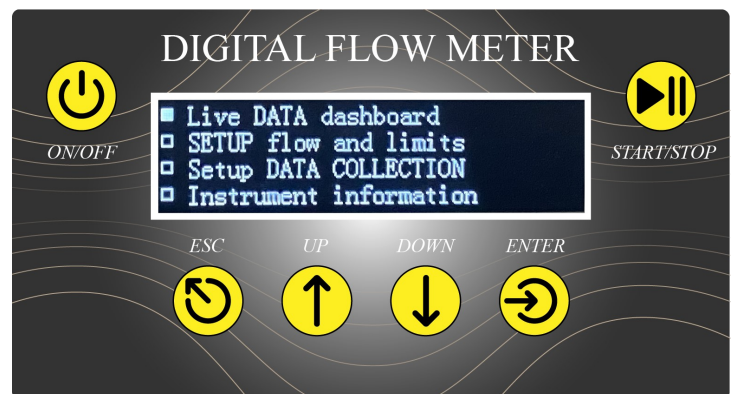 DIGITAL FLOW METER
Live DATA dashboard
SETUP flow and limits
Setup DATA COLLECTION
Instrument information
ON/OFF
START/STOP
ESC
UP
DOWN
ENTER